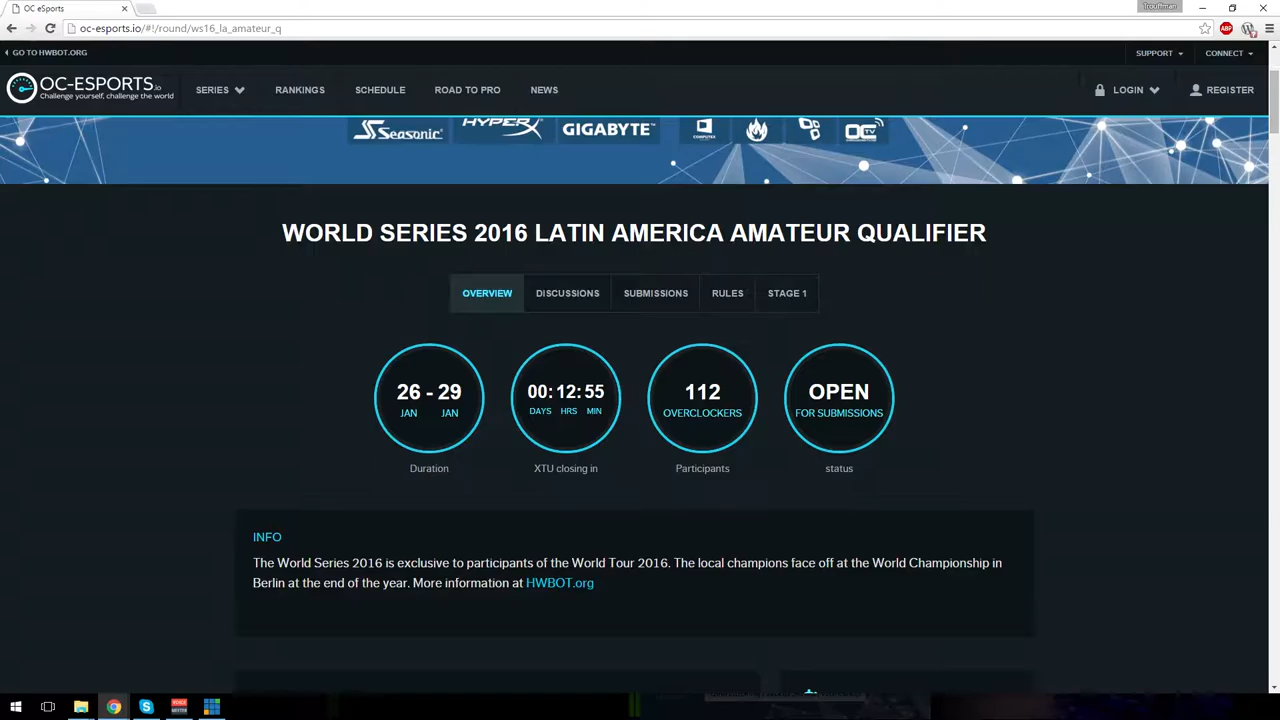 OC eSports
Trouffman
oc-esports.io/#!/round/ws16_la_amateur_q
GO TO HWBOT.ORG
SUPPORT
CONNECT
OC-ESPORTS.io
Challenge yourself, challenge the world
SERIES
RANKINGS
SCHEDULE
ROAD TO PRO
NEWS
LOGIN
REGISTER
Seasonic
HYPERX
GIGABYTE
COMPUTEX
OCTV
WORLD SERIES 2016 LATIN AMERICA AMATEUR QUALIFIER
OVERVIEW
DISCUSSIONS
SUBMISSIONS
RULES
STAGE 1
26 - 29
JAN JAN
Duration
00: 12: 55
DAYS HRS MIN
XTU closing in
112
OVERCLOCKERS
Participants
OPEN
FOR SUBMISSIONS
status
INFO
The World Series 2016 is exclusive to participants of the World Tour 2016. The local champions face off at the World Championship in
Berlin at the end of the year. More information at HWBOT.org